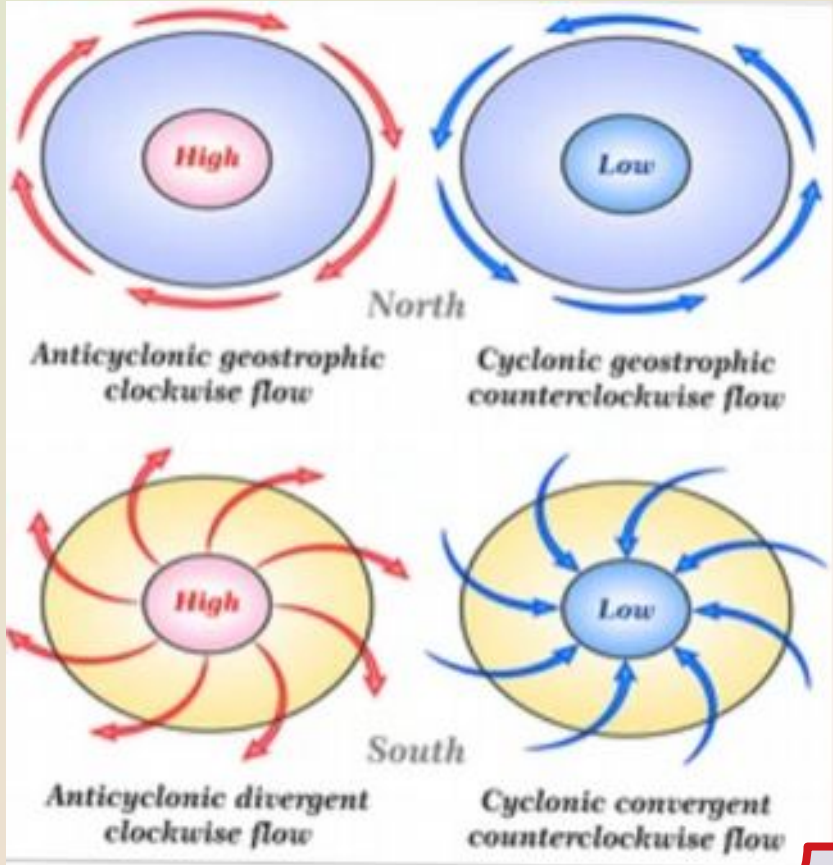 High
Low
North
Anticyclonic geostrophic
clockwise flow
Cyclonic geostrophic
counterclockwise flow
High
Low
South
Anticyclonic divergent
clockwise flow
Cyclonic convergent
counterclockwise flow